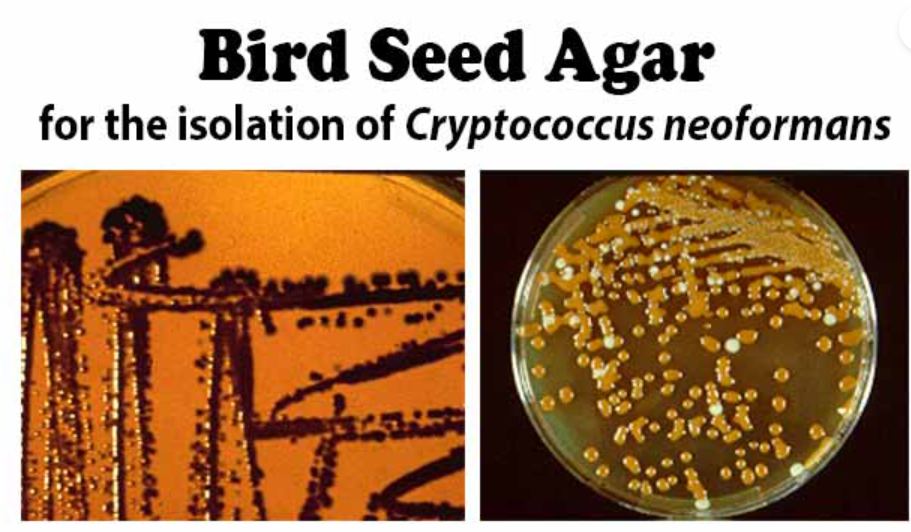 Bird Seed Agar
for the isolation of Cryptococcus neoformans